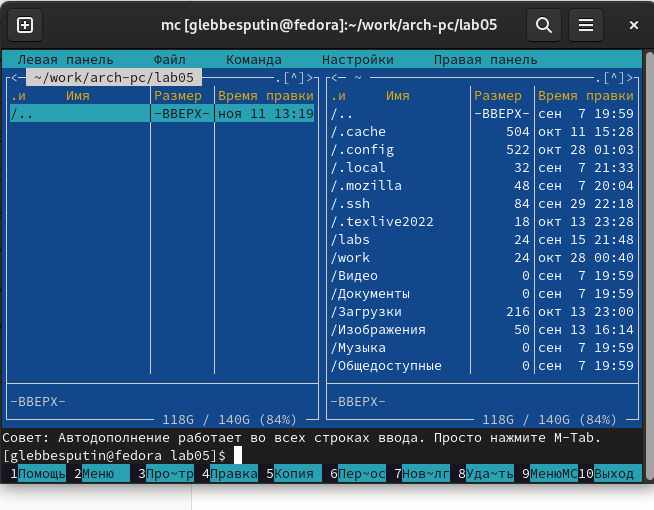 mc [glebbesputin@fedora]:~/work/arch-pc/lab05
Левая панель Файл Команда Настройки Правая панель
<─ ~/work/arch-pc/lab05 .[^]> <─ ~ .[^]>
.и Имя Размер Время правки .и Имя Размер Время правки
/.. -ВВЕРХ- ноя 11 13:19 /.. -ВВЕРХ- сен 7 19:59
/.cache 504 окт 11 15:28
/.config 522 окт 28 01:03
/.local 32 сен 7 21:33
/.mozilla 48 сен 7 20:04
/.ssh 84 сен 29 22:18
/.texlive2022 18 окт 13 23:28
/labs 24 сен 15 21:48
/work 24 окт 28 00:40
/Видео 0 сен 7 19:59
/Документы 0 сен 7 19:59
/Загрузки 216 окт 13 23:00
/Изображения 50 сен 13 16:14
/Музыка 0 сен 7 19:59
/Общедоступные 0 сен 7 19:59
-ВВЕРХ- -ВВЕРХ-
118G / 140G (84%) 118G / 140G (84%)
Совет: Автодополнение работает во всех строках ввода. Просто нажмите M-Tab.
[glebbesputin@fedora lab05]$
1Помощь 2Меню 3Про~тр 4Правка 5Копия 6Пер~ос 7Нов~лг 8Уда~ть 9МенюMC 10Выход